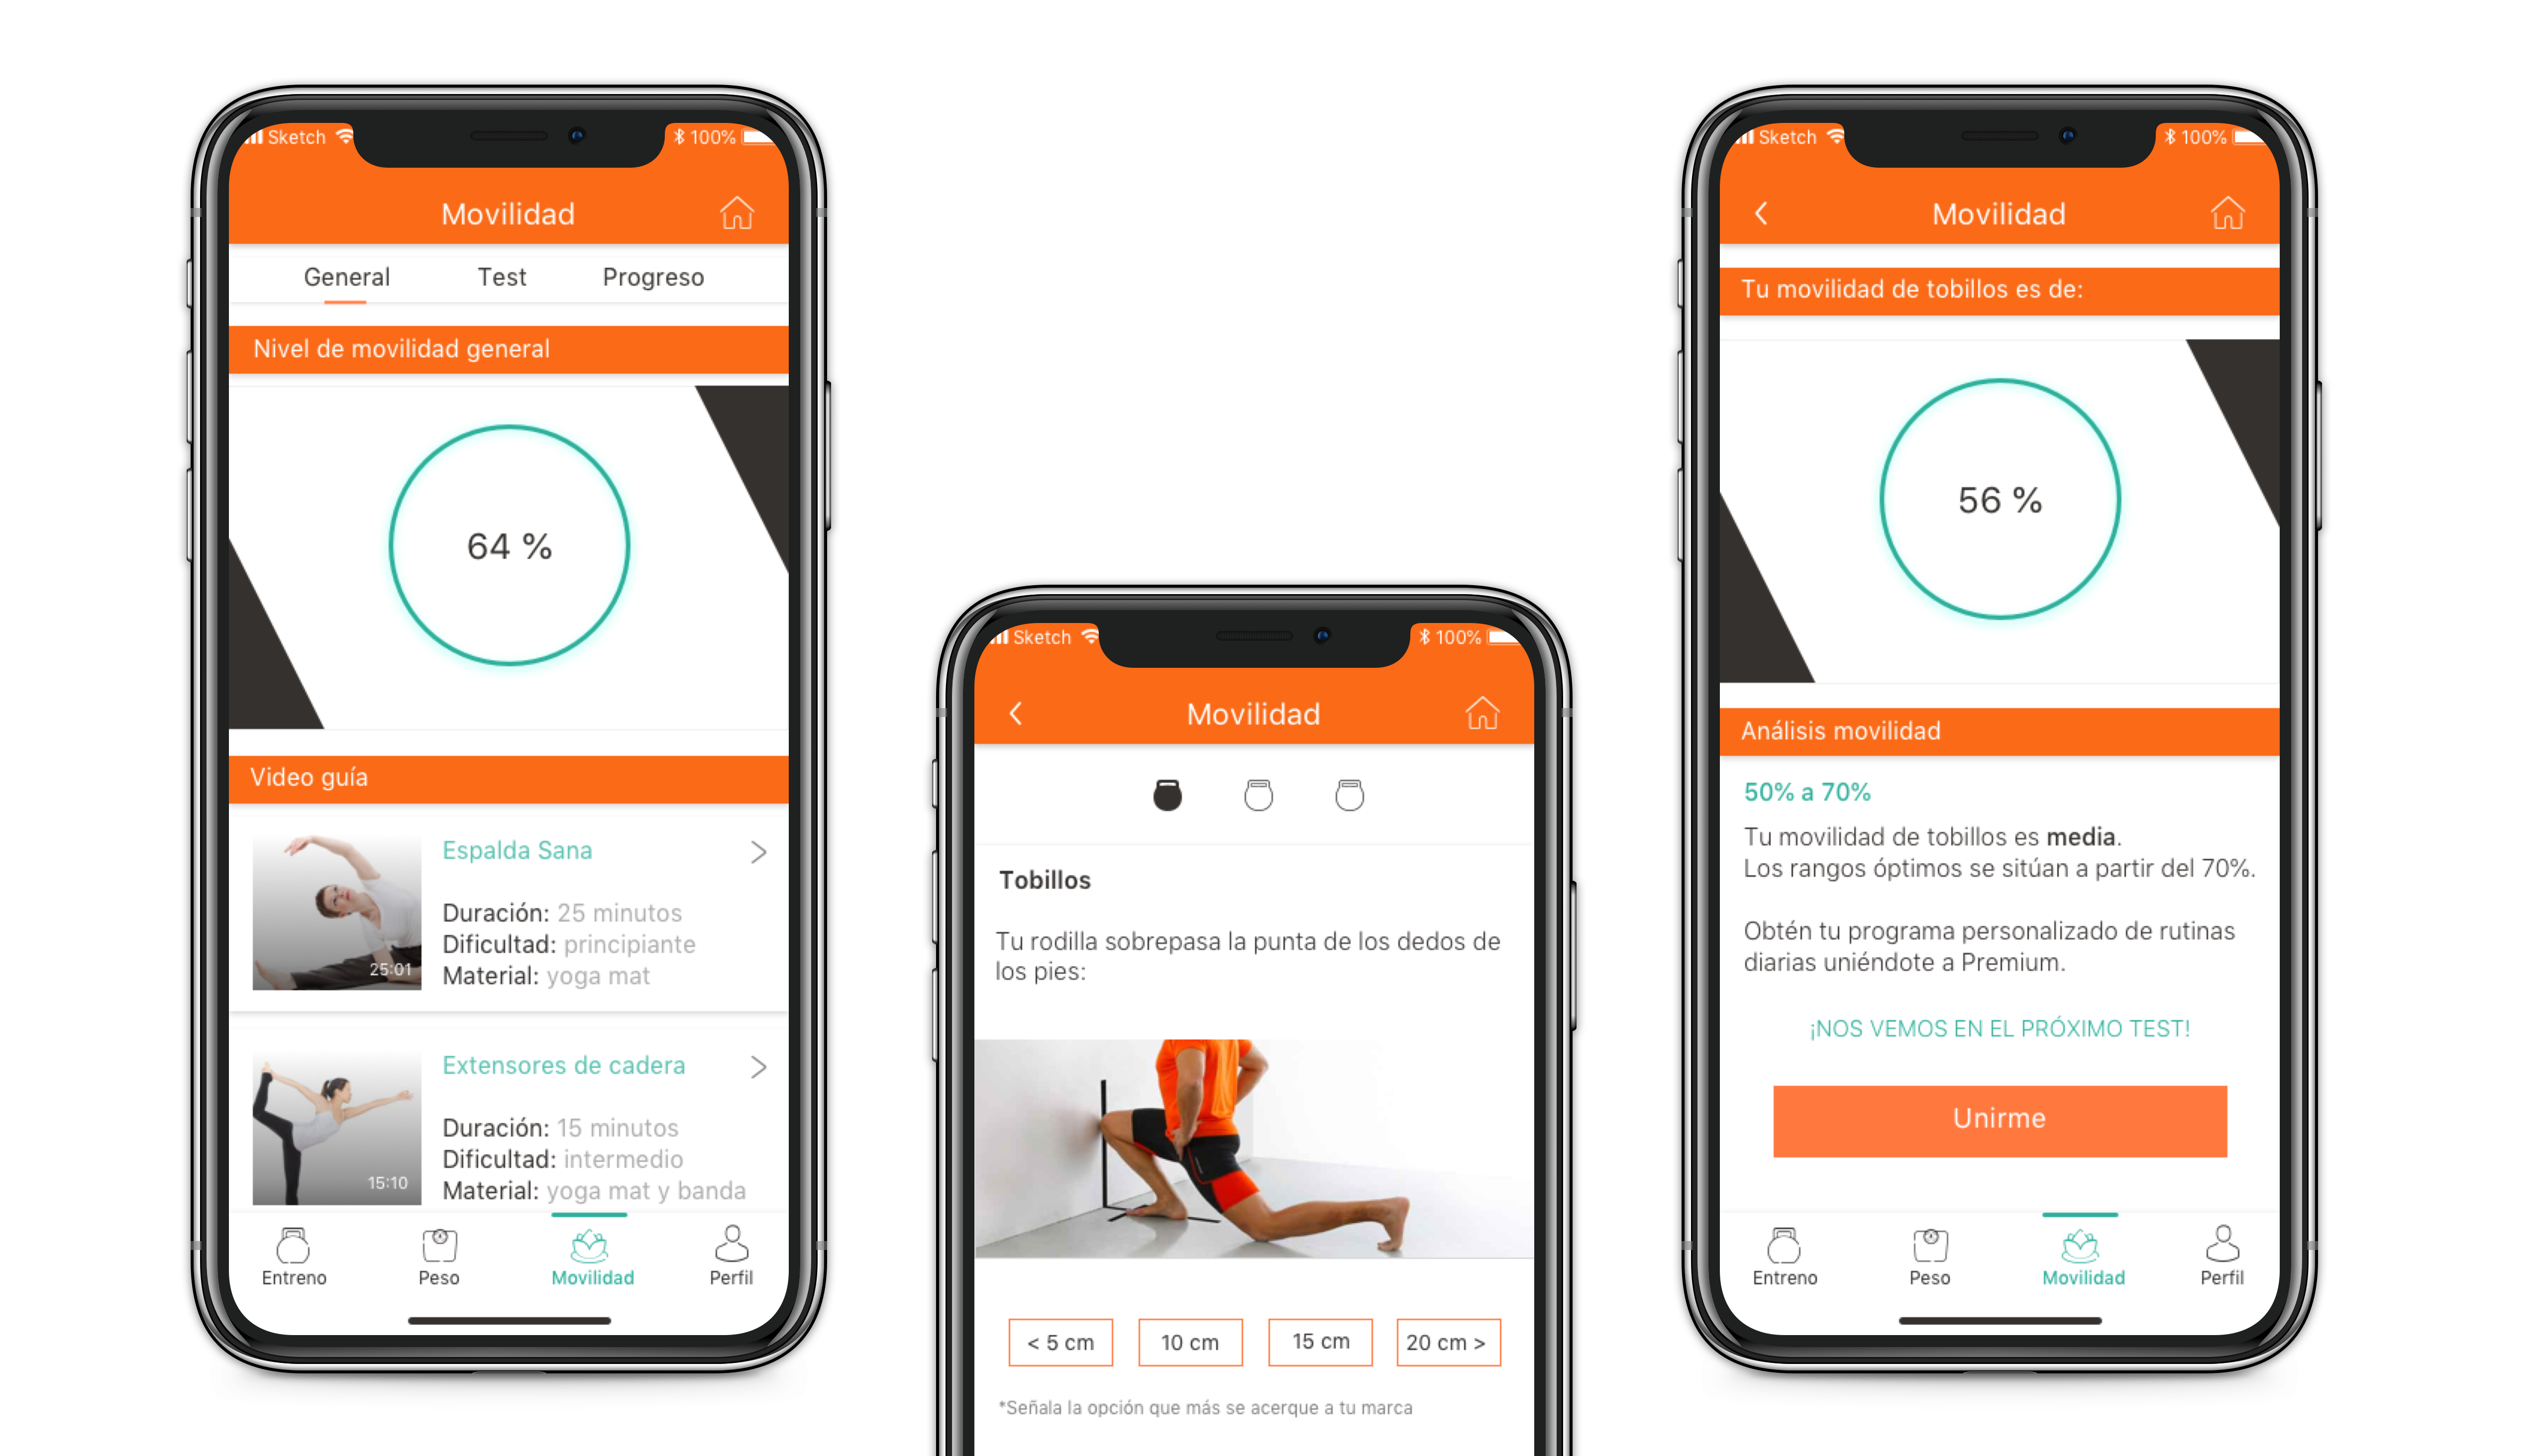 Sketch 100%
Movilidad
General Test Progreso
Nivel de movilidad general
64 %
Video guía
Espalda Sana
Duración: 25 minutos
Dificultad: principiante
Material: yoga mat
25:01
Extensores de cadera
Duración: 15 minutos
Dificultad: intermedio
Material: yoga mat y banda
15:10
Entreno Peso Movilidad Perfil
Sketch 100%
Movilidad
Tobillos
Tu rodilla sobrepasa la punta de los dedos de
los pies:
< 5 cm 10 cm 15 cm 20 cm >
*Señala la opción que más se acerque a tu marca
Sketch 100%
Movilidad
Tu movilidad de tobillos es de:
56 %
Análisis movilidad
50% a 70%
Tu movilidad de tobillos es media.
Los rangos óptimos se sitúan a partir del 70%.
Obtén tu programa personalizado de rutinas
diarias uniéndote a Premium.
¡NOS VEMOS EN EL PRÓXIMO TEST!
Unirme
Entreno Peso Movilidad Perfil